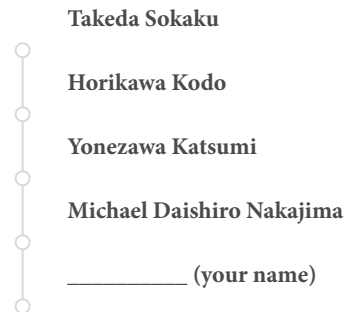 Takeda Sokaku
Horikawa Kodo
Yonezawa Katsumi
Michael Daishiro Nakajima
__________ (your name)